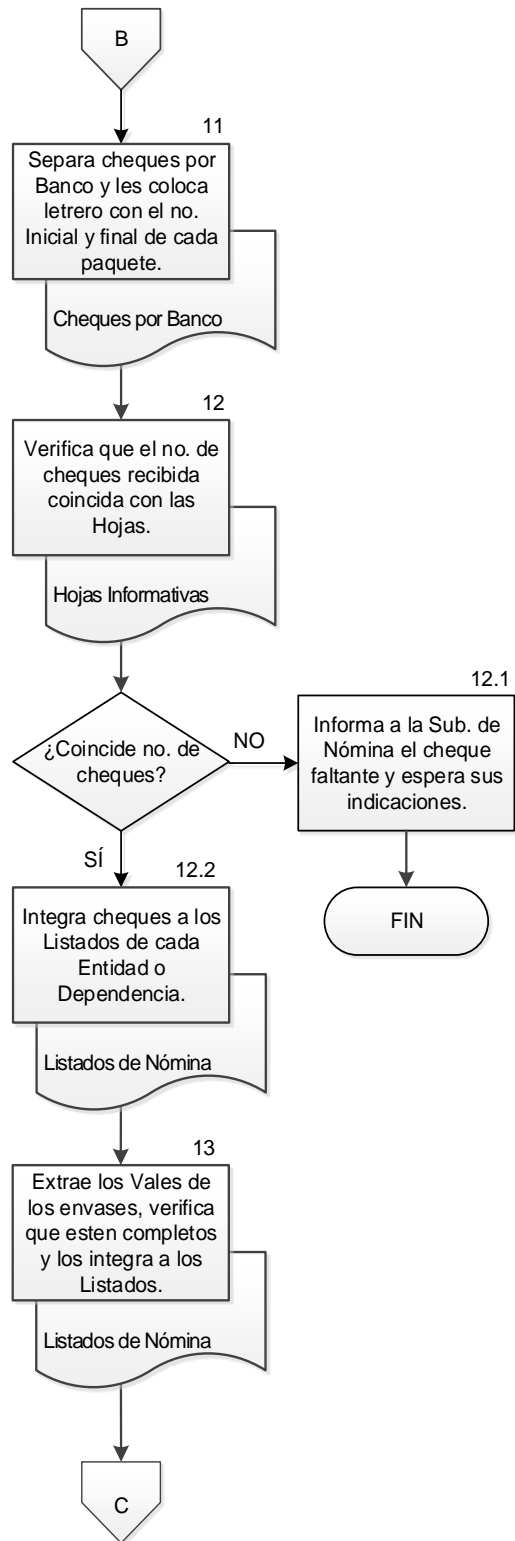 B
11
Separa cheques por
Banco y les coloca
letrero con el no.
Inicial y final de cada
paquete.
Cheques por Banco
12
Verifica que el no. de
cheques recibida
coincida con las
Hojas.
Hojas Informativas
¿Coincide no. de
cheques?
NO
12.1
Informa a la Sub. de
Nómina el cheque
faltante y espera sus
indicaciones.
FIN
SÍ
12.2
Integra cheques a los
Listados de cada
Entidad o
Dependencia.
Listados de Nómina
13
Extrae los Vales de
los envases, verifica
que esten completos
y los integra a los
Listados.
Listados de Nómina
C